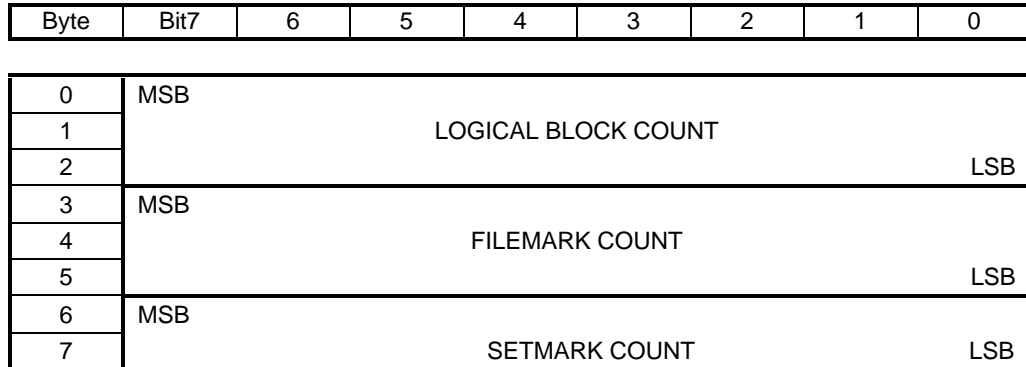 Byte Bit7 6 5 4 3 2 1 0
0 MSB
1 LOGICAL BLOCK COUNT
2 LSB
3 MSB
4 FILEMARK COUNT
5 LSB
6 MSB
7 SETMARK COUNT LSB